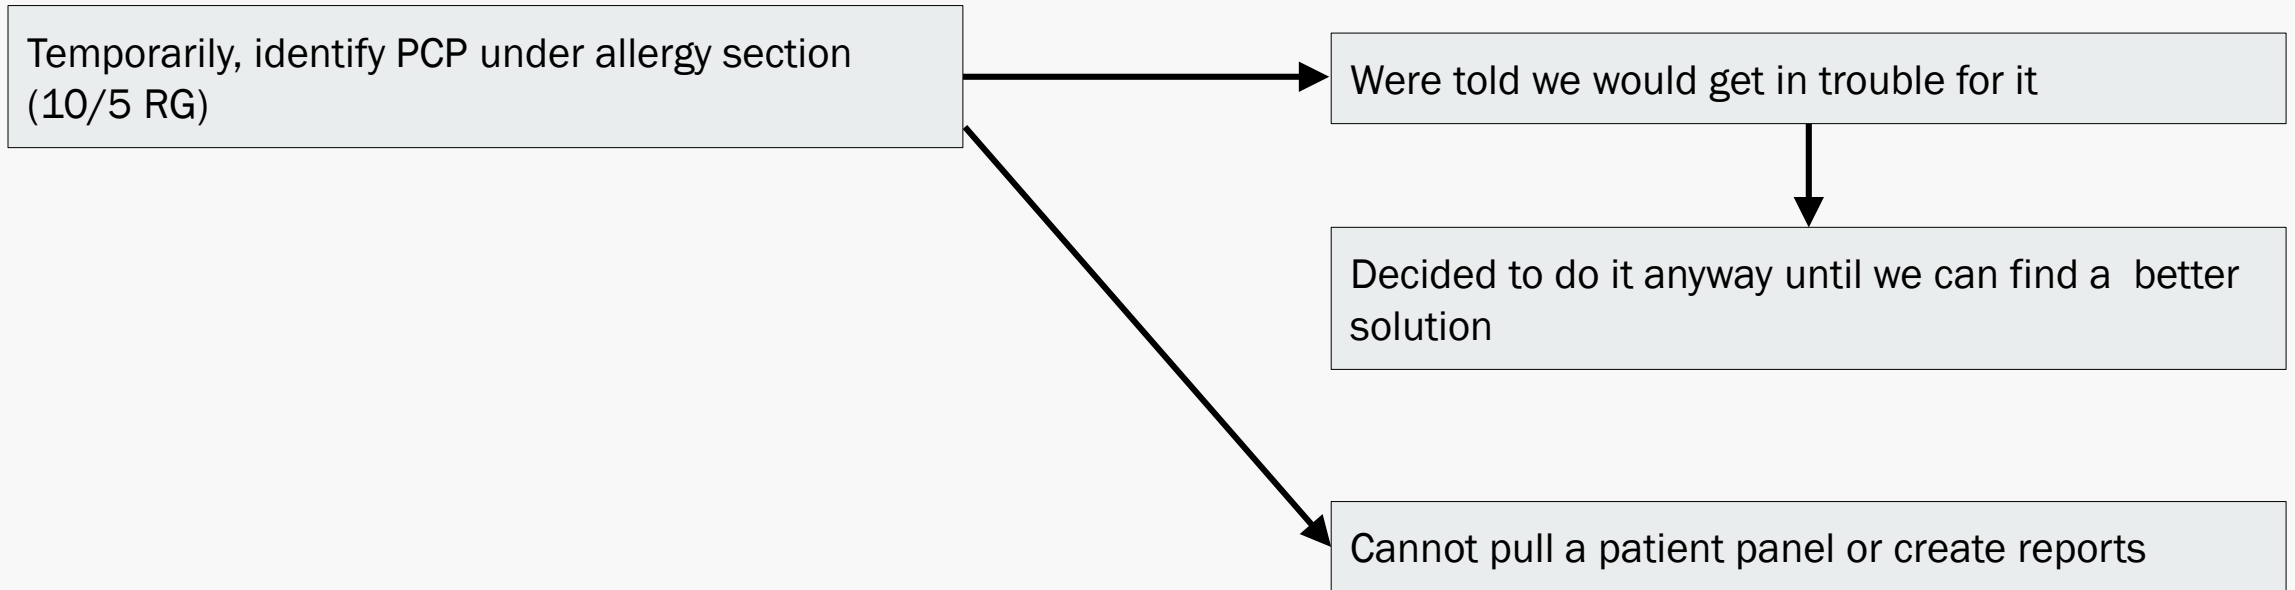 Temporarily, identify PCP under allergy section
(10/5 RG)
Were told we would get in trouble for it
Decided to do it anyway until we can find a  better
solution
Cannot pull a patient panel or create reports